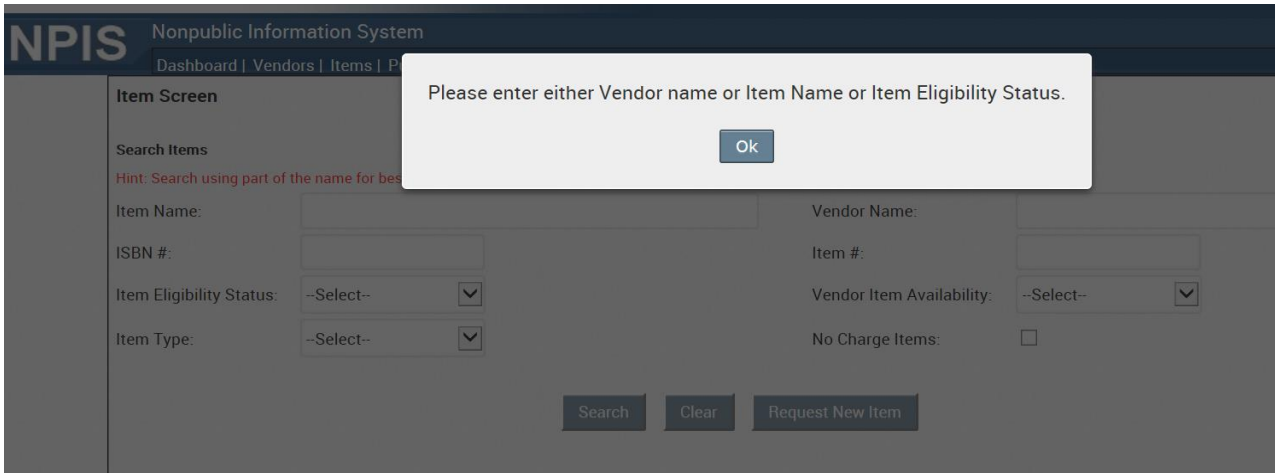 NPIS
Nonpublic Information System
Dashboard | Vendors | Items |
Please enter either Vendor name or Item Name or Item Eligibility Status.
Ok
Item Screen
Search Items
Hint: Search using part of the name for
Item Name:
Vendor Name:
ISBN #:
Item #:
Item Eligibility Status: --Select--
Vendor Item Availability: --Select--
Item Type: --Select--
No Charge Items:
Search Clear Request New Item